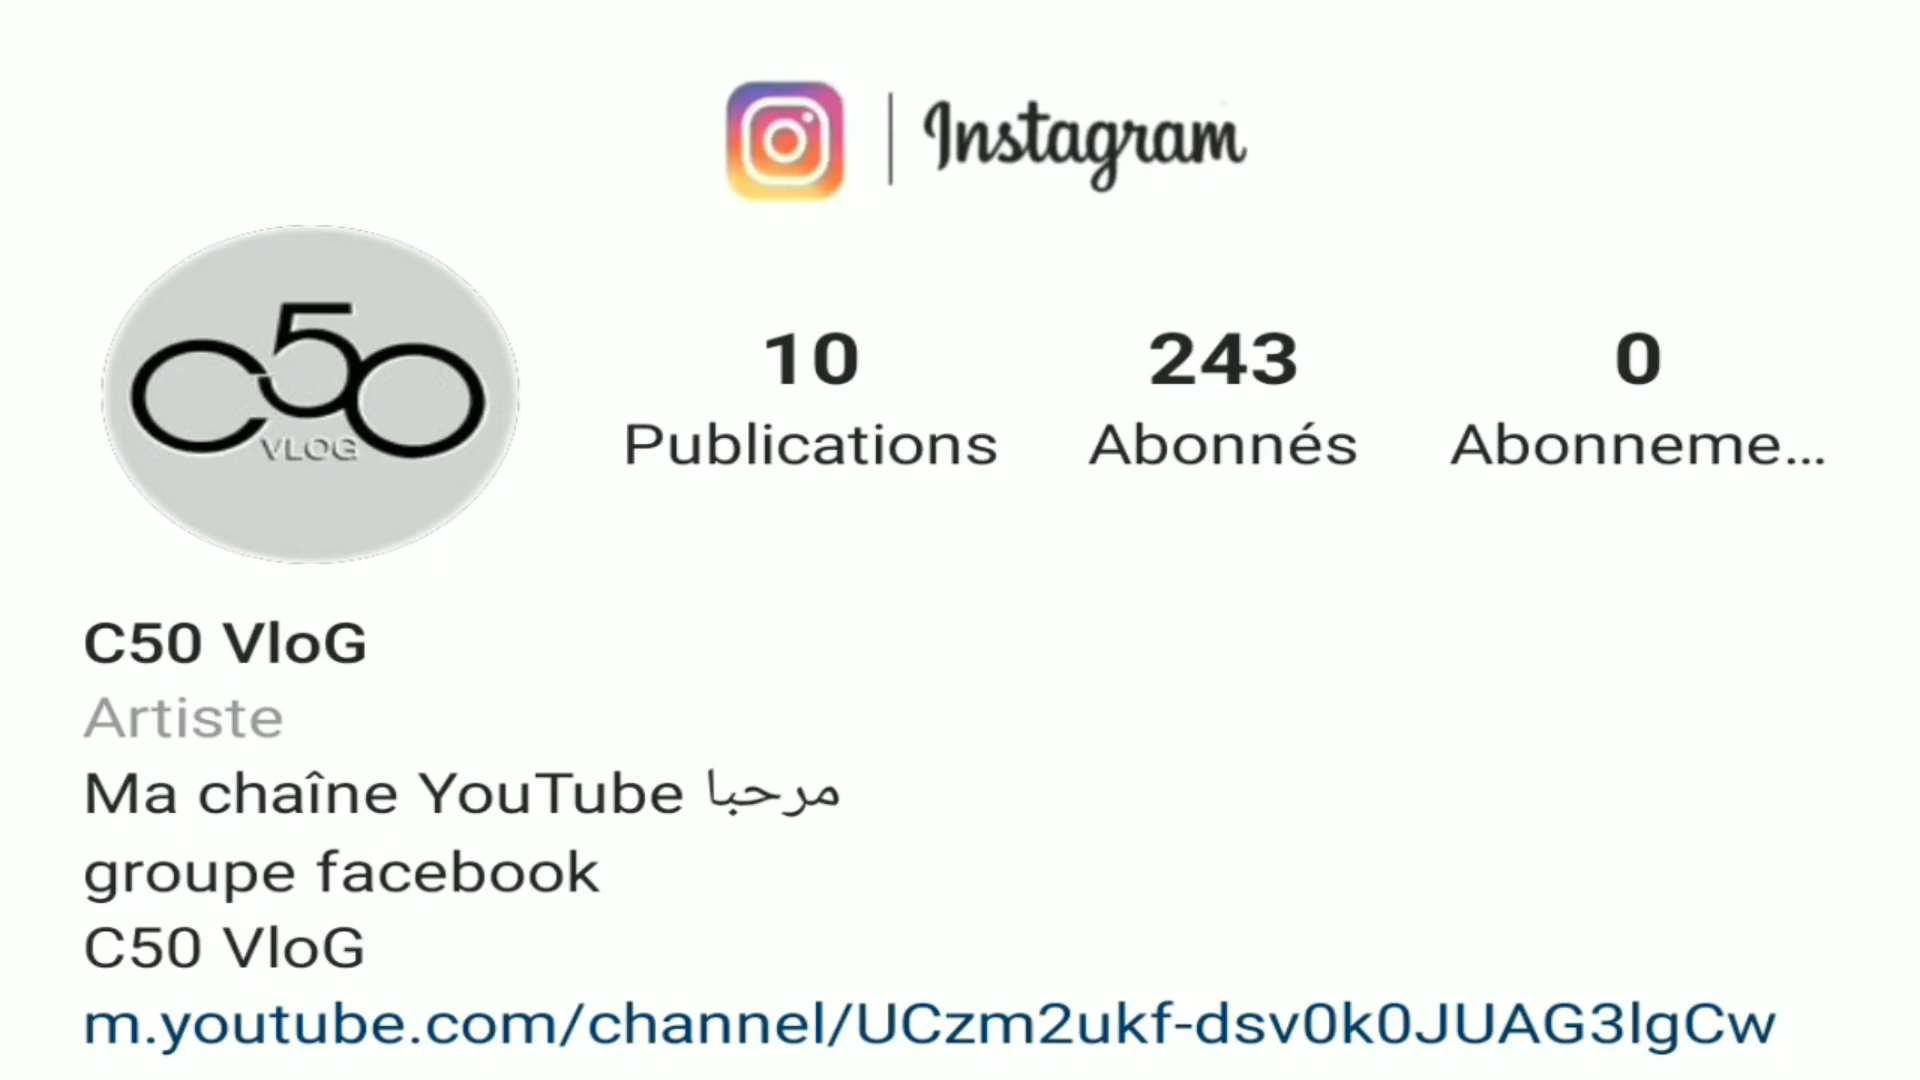 Instagram
C50
VLOG
10 243 0
Publications Abonnés Abonneme...
C50 VloG
Artiste
Ma chaîne YouTube مرحبا
groupe facebook
C50 VloG
m.youtube.com/channel/UCzm2ukf-dsv0k0JUAG3lgCw